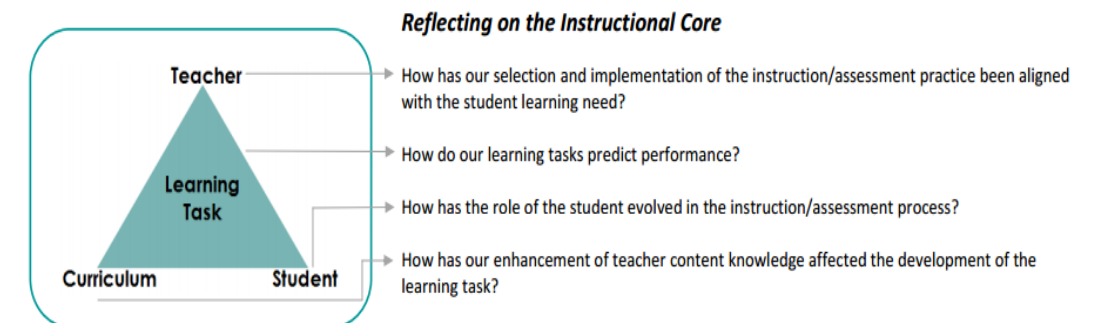 Reflecting on the Instructional Core
Teacher
How has our selection and implementation of the instruction/assessment practice been aligned
with the student learning need?
How do our learning tasks predict performance?
Learning
Task
How has the role of the student evolved in the instruction/assessment process?
Curriculum
Student
How has our enhancement of teacher content knowledge affected the development of the
learning task?